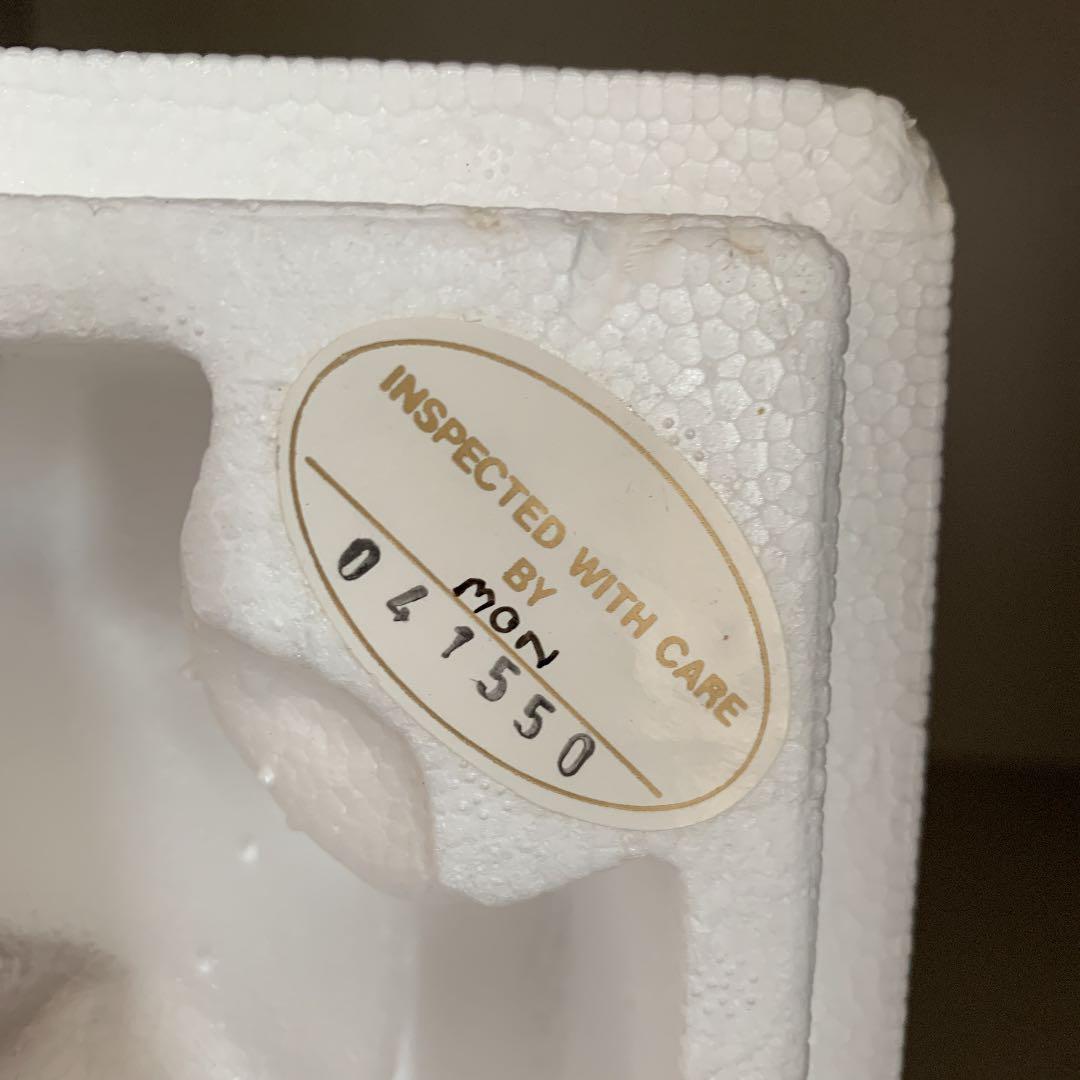 INSPECTED WITH CARE
BY
MON
041550